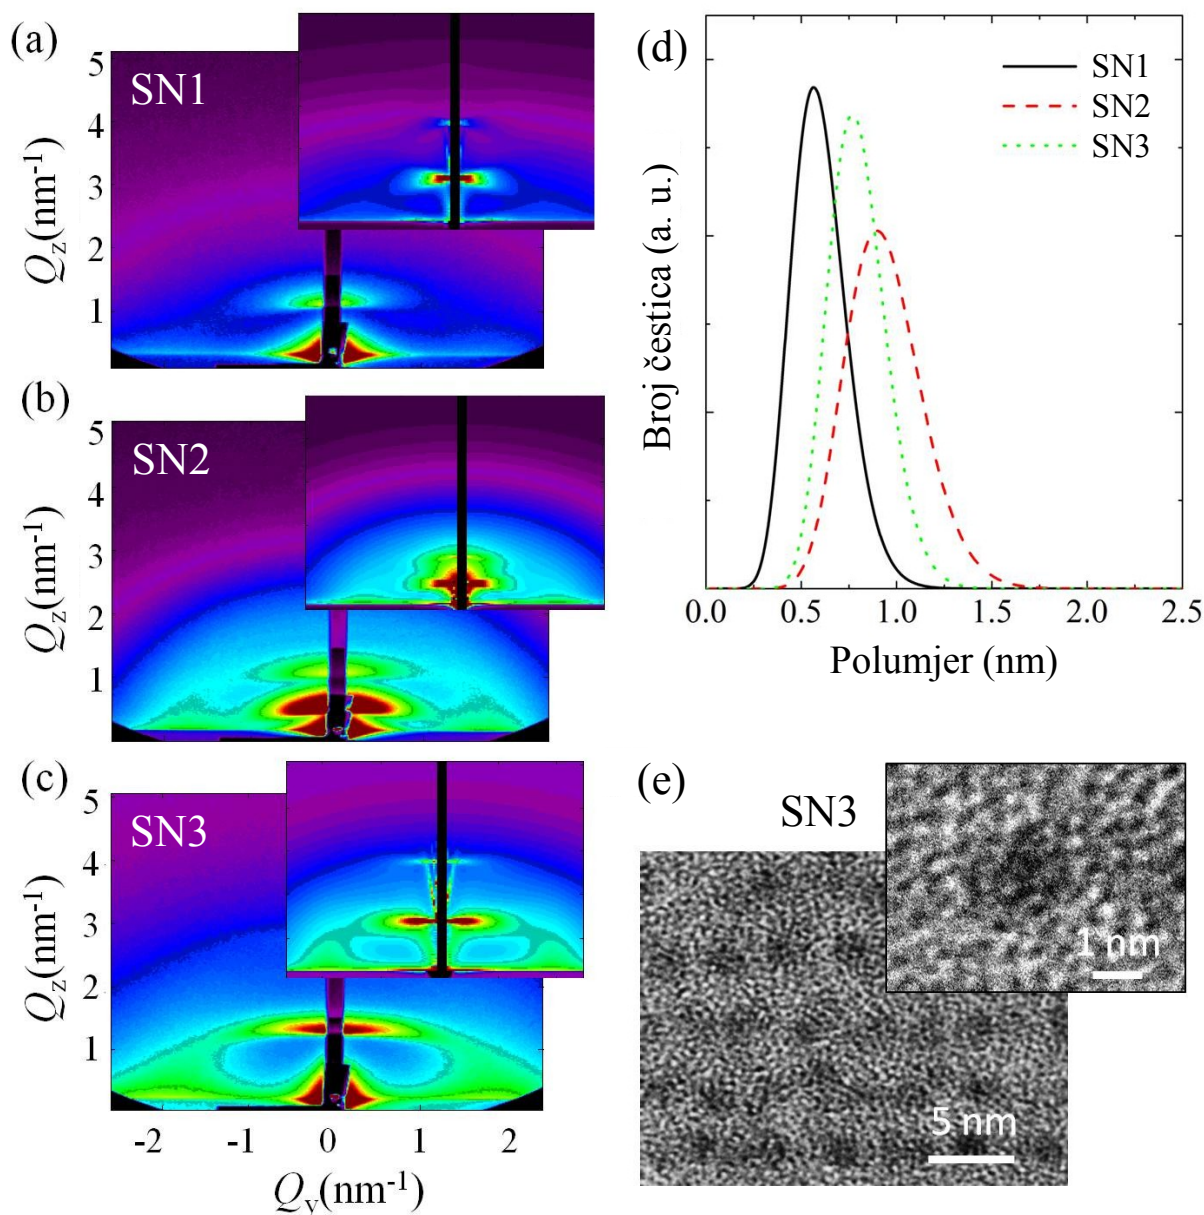 (a)
SN1
5
4
3
2
1
Qz(nm-1)
(b)
SN2
5
4
3
2
1
Qz(nm-1)
(c)
SN3
5
4
3
2
1
Qz(nm-1)
-2 -1 0 1 2
Qy(nm-1)
(d)
SN1
SN2
SN3
Broj čestica (a. u.)
0.0 0.5 1.0 1.5 2.0 2.5
Polumjer (nm)
(e)
SN3
1 nm
5 nm